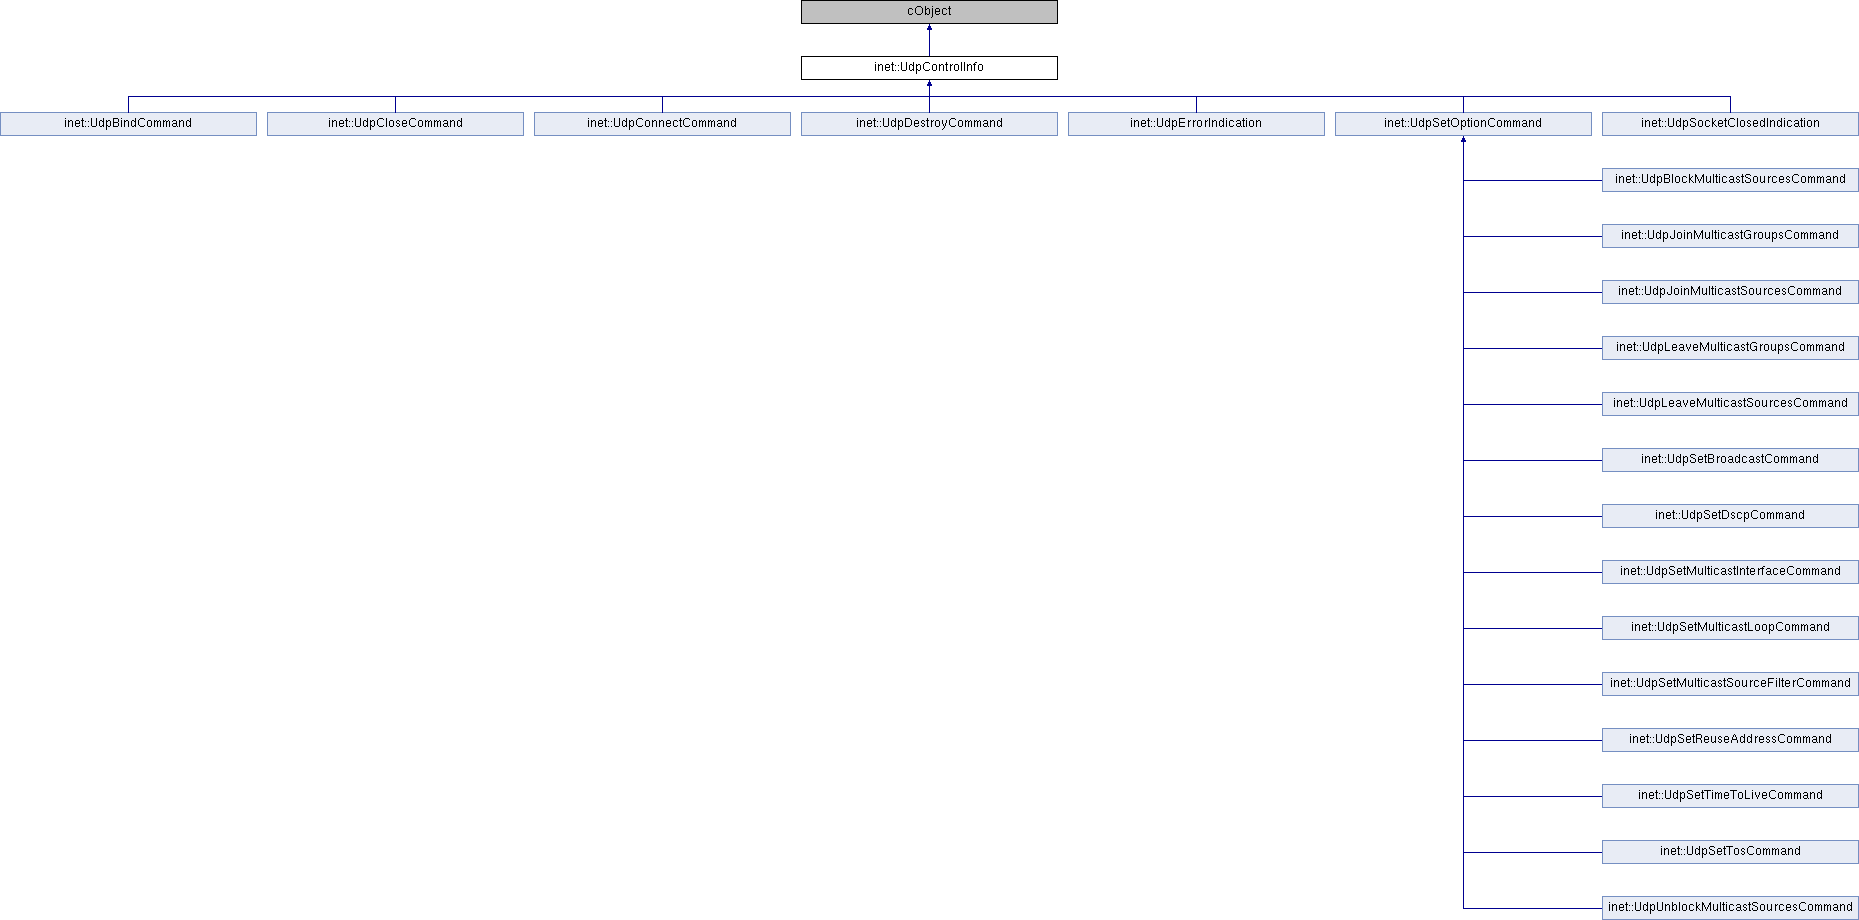 cObject
inet::UdpControlInfo
inet::UdpBindCommand
inet::UdpCloseCommand
inet::UdpConnectCommand
inet::UdpDestroyCommand
inet::UdpErrorIndication
inet::UdpSetOptionCommand
inet::UdpSocketClosedIndication
inet::UdpBlockMulticastSourcesCommand
inet::UdpJoinMulticastGroupsCommand
inet::UdpJoinMulticastSourcesCommand
inet::UdpLeaveMulticastGroupsCommand
inet::UdpLeaveMulticastSourcesCommand
inet::UdpSetBroadcastCommand
inet::UdpSetDscpCommand
inet::UdpSetMulticastInterfaceCommand
inet::UdpSetMulticastLoopCommand
inet::UdpSetMulticastSourceFilterCommand
inet::UdpSetReuseAddressCommand
inet::UdpSetTimeToLiveCommand
inet::UdpSetTosCommand
inet::UdpUnblockMulticastSourcesCommand